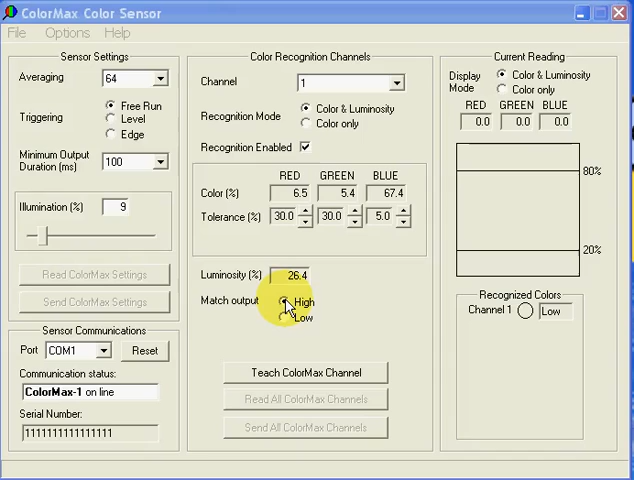 ColorMax Color Sensor
File Options Help
Sensor Settings
Averaging 64
Triggering
Free Run
Level
Edge
Minimum Output
Duration (ms) 100
Illumination (%) 9
Read ColorMax Settings
Send ColorMax Settings
Sensor Communications
Port COM1 Reset
Communication status:
ColorMax-1 on line
Serial Number:
1111111111111111
Color Recognition Channels
Channel 1
Recognition Mode
Color & Luminosity
Color only
Recognition Enabled
RED GREEN BLUE
Color (%) 6.5 5.4 67.4
Tolerance (%) 30.0 30.0 5.0
Luminosity (%) 26.4
Match output High
Low
Teach ColorMax Channel
Read All ColorMax Channels
Send All ColorMax Channels
Current Reading
Display
Mode
Color & Luminosity
Color only
RED GREEN BLUE
0.0 0.0 0.0
80%
20%
Recognized Colors
Channel 1 Low